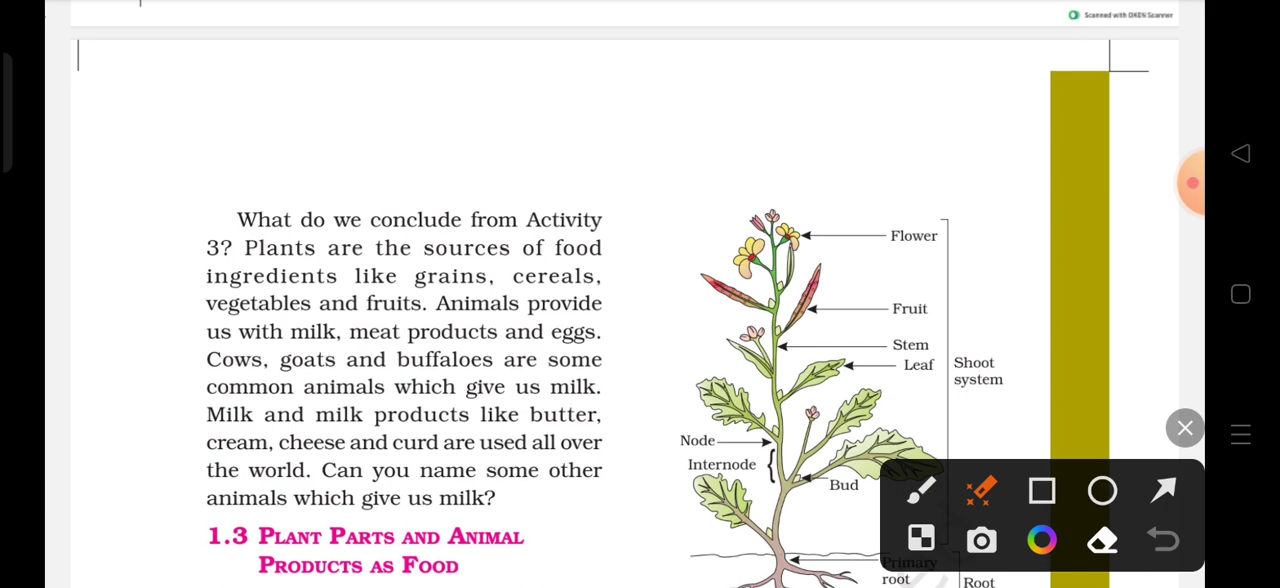 Scanned with OKEN Scanner
What do we conclude from Activity
3? Plants are the sources of food
ingredients like grains, cereals,
vegetables and fruits. Animals provide
us with milk, meat products and eggs.
Cows, goats and buffaloes are some
common animals which give us milk.
Milk and milk products like butter,
cream, cheese and curd are used all over
the world. Can you name some other
animals which give us milk?
1.3 PLANT PARTS AND ANIMAL
PRODUCTS AS FOOD
Flower
Fruit
Stem
Leaf
Shoot
system
Node
Internode
Bud
Primary
root
Root